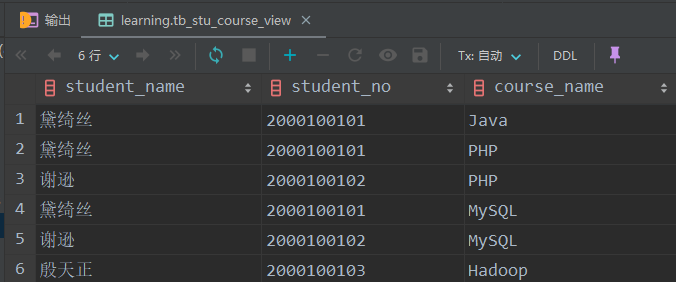 输出 learning.tb_stu_course_view
6 行 Tx: 自动 DDL
student_name student_no course_name
1 黛绮丝 2000100101 Java
2 黛绮丝 2000100101 PHP
3 谢逊 2000100102 PHP
4 黛绮丝 2000100101 MySQL
5 谢逊 2000100102 MySQL
6 殷天正 2000100103 Hadoop